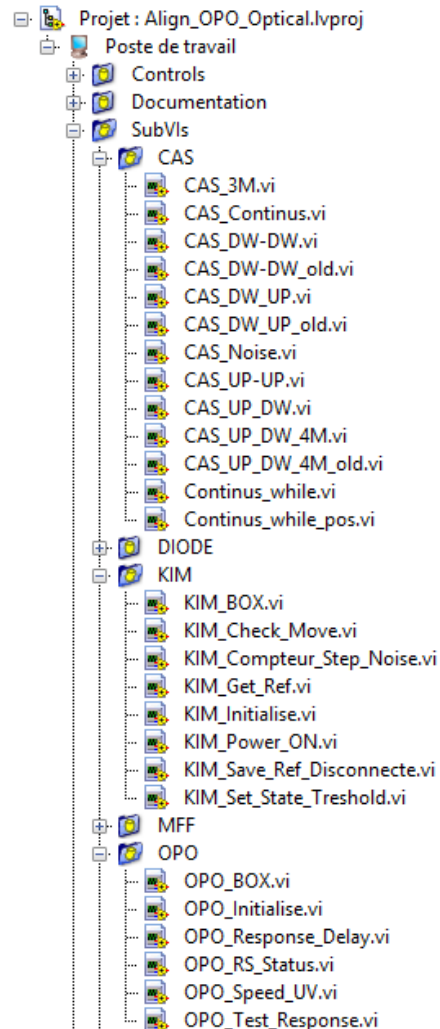 Projet : Align_OPO_Optical.lvproj
Poste de travail
Controls
Documentation
SubVIs
CAS
CAS_3M.vi
CAS_Continus.vi
CAS_DW-DW.vi
CAS_DW-DW_old.vi
CAS_DW_UP.vi
CAS_DW_UP_old.vi
CAS_Noise.vi
CAS_UP-UP.vi
CAS_UP_DW.vi
CAS_UP_DW_4M.vi
CAS_UP_DW_4M_old.vi
Continus_while.vi
Continus_while_pos.vi
DIODE
KIM
KIM_BOX.vi
KIM_Check_Move.vi
KIM_Compteur_Step_Noise.vi
KIM_Get_Ref.vi
KIM_Initialise.vi
KIM_Power_ON.vi
KIM_Save_Ref_Disconnecte.vi
KIM_Set_State_Treshold.vi
MFF
OPO
OPO_BOX.vi
OPO_Initialise.vi
OPO_Response_Delay.vi
OPO_RS_Status.vi
OPO_Speed_UV.vi
OPO_Test_Response.vi